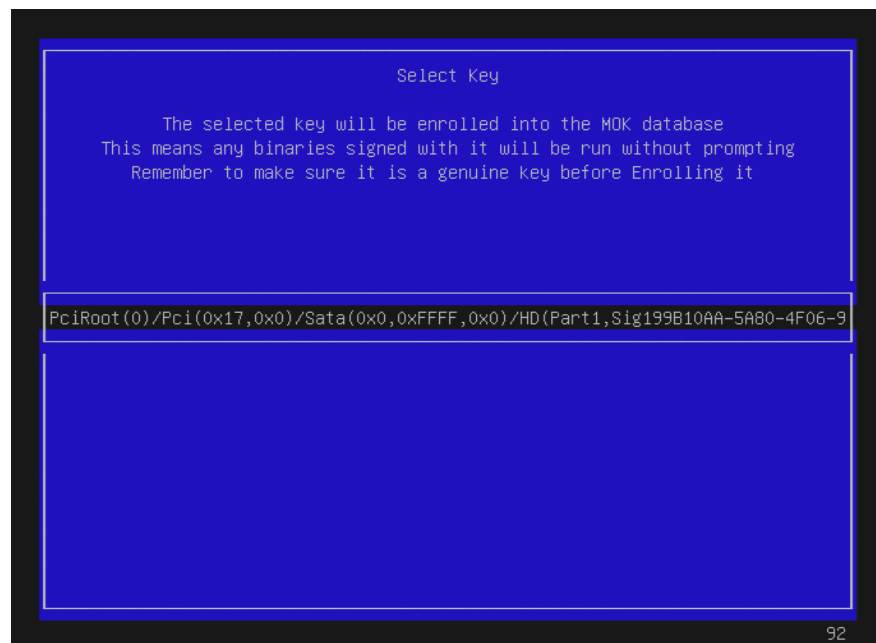 Select Key
The selected key will be enrolled into the MOK database
This means any binaries signed with it will be run without prompting
Remember to make sure it is a genuine key before Enrolling it
PciRoot(0)/Pci(0x17,0x0)/Sata(0x0,0xFFFF,0x0)/HD(Part1,Sig199B10AA-5A80-4F06-9
92